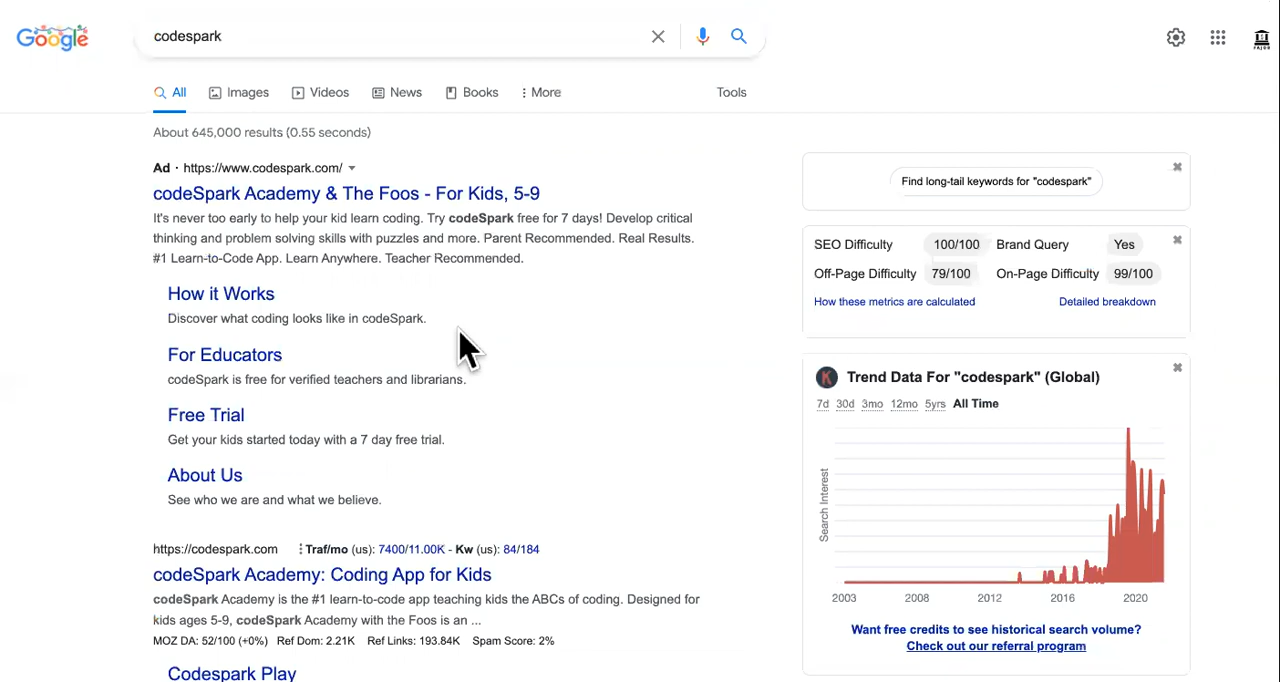 Google
codespark
All
Images
Videos
News
Books
More
Tools
About 645,000 results (0.55 seconds)
Ad · https://www.codespark.com/
codeSpark Academy & The Foos - For Kids, 5-9
It's never too early to help your kid learn coding. Try codeSpark free for 7 days! Develop critical
thinking and problem solving skills with puzzles and more. Parent Recommended. Real Results.
#1 Learn-to-Code App. Learn Anywhere. Teacher Recommended.
How it Works
Discover what coding looks like in codeSpark.
For Educators
codeSpark is free for verified teachers and librarians.
Free Trial
Get your kids started today with a 7 day free trial.
About Us
See who we are and what we believe.
https://codespark.com Traf/mo (us): 7400/11.00K - Kw (us): 84/184
codeSpark Academy: Coding App for Kids
codeSpark Academy is the #1 learn-to-code app teaching kids the ABCs of coding. Designed for
kids ages 5-9, codeSpark Academy with the Foos is an ...
MOZ DA: 52/100 (+0%) Ref Dom: 2.21K Ref Links: 193.84K Spam Score: 2%
Codespark Play
Find long-tail keywords for "codespark"
SEO Difficulty 100/100 Brand Query Yes
Off-Page Difficulty 79/100 On-Page Difficulty 99/100
How these metrics are calculated Detailed breakdown
K
Trend Data For "codespark" (Global)
7d 30d 3mo 12mo 5yrs All Time
Search Interest
2003 2008 2012 2016 2020
Want free credits to see historical search volume?
Check out our referral program